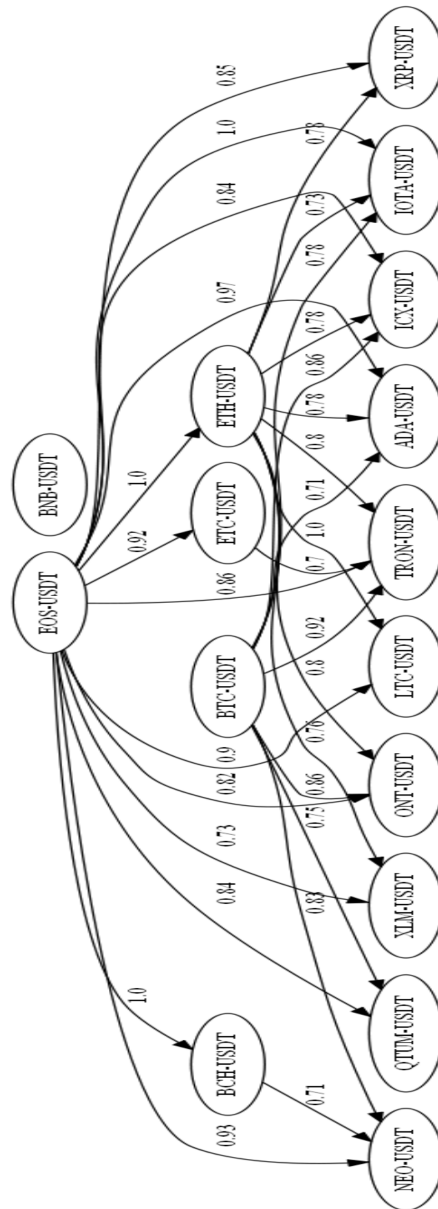 EOS-USDT
BNB-USDT
BCH-USDT
BTC-USDT
ETC-USDT
ETH-USDT
NEO-USDT
QTUM-USDT
XLM-USDT
ONT-USDT
LTC-USDT
TRON-USDT
ADA-USDT
ICX-USDT
IOTA-USDT
XRP-USDT
0.93
1.0
0.84
0.73
0.82
0.9
0.86
0.92
1.0
0.97
0.84
1.0
0.85
0.71
0.83
0.75
0.86
0.76
0.92
0.8
0.7
1.0
0.71
0.8
0.86
0.78
0.78
0.78
0.73
0.78